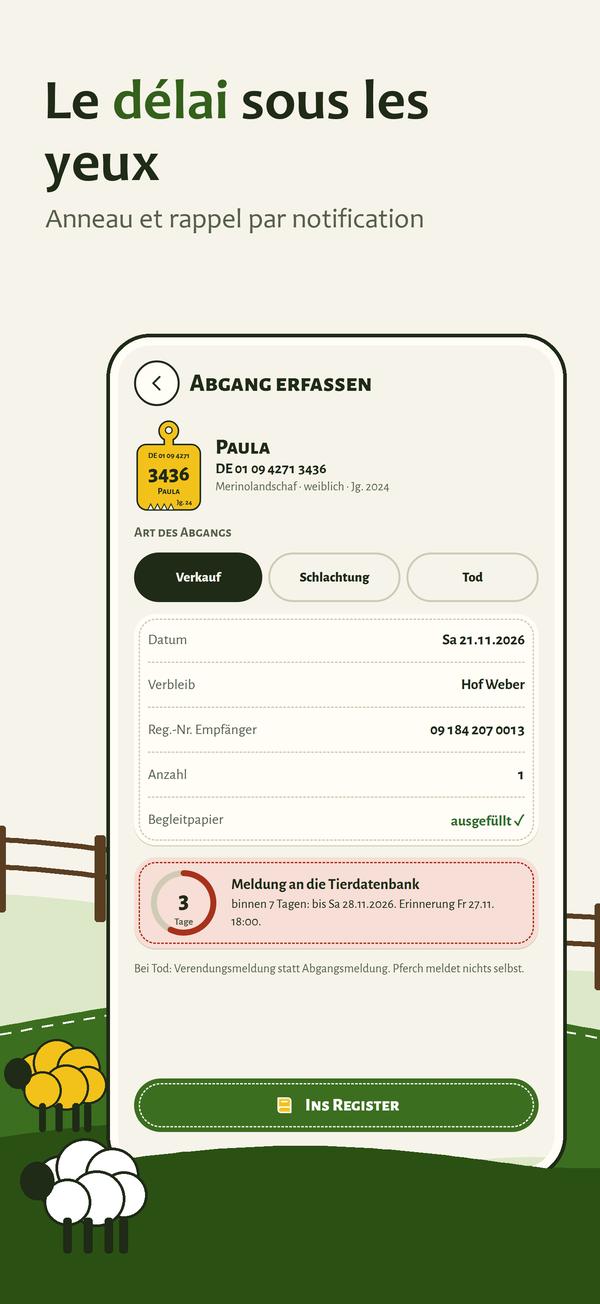 Le délai sous les
yeux
Anneau et rappel par notification
Abgang erfassen
DE 01 09 4271
3436
Paula
Jg. 24
Paula
DE 01 09 4271 3436
Merinolandschaf · weiblich · Jg. 2024
Art des Abgangs
Verkauf Schlachtung Tod
Datum Sa 21.11.2026
Verbleib Hof Weber
Reg.-Nr. Empfänger 09 184 207 0013
Anzahl 1
Begleitpapier ausgefüllt ✓
3
Tage
Meldung an die Tierdatenbank
binnen 7 Tagen: bis Sa 28.11.2026. Erinnerung Fr 27.11.
18:00.
Bei Tod: Verendungsmeldung statt Abgangsmeldung. Pferch meldet nichts selbst.
Ins Register